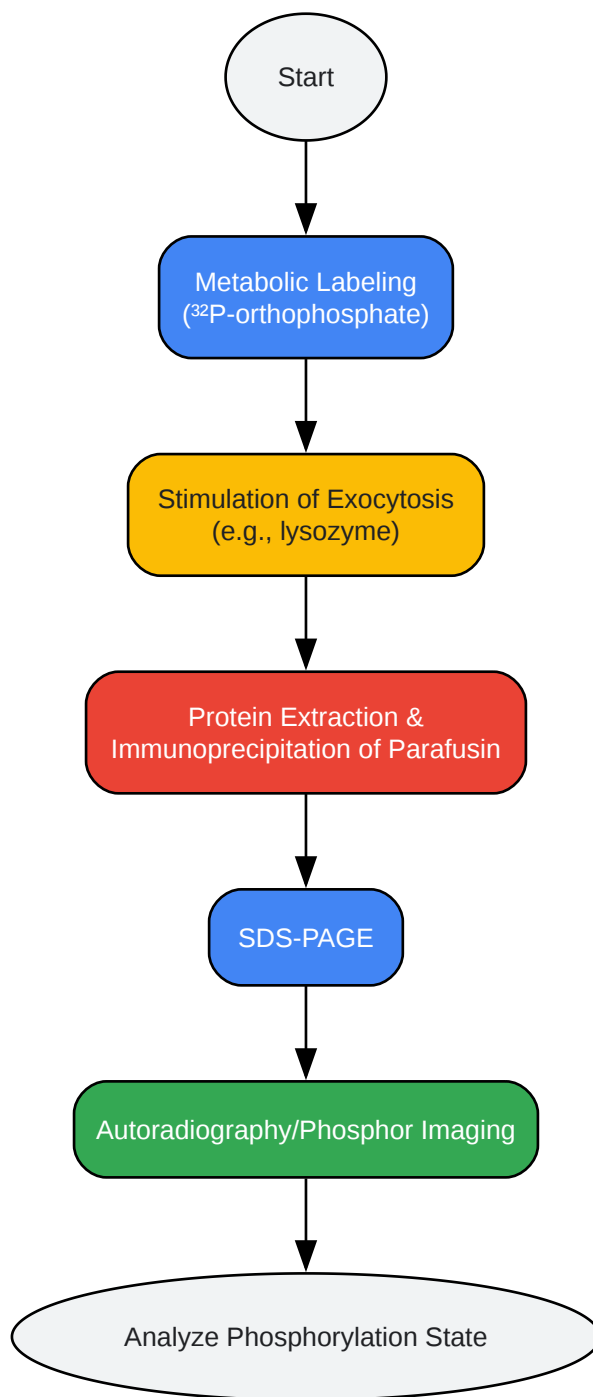 Start
Metabolic Labeling
(³²P-orthophosphate)
Stimulation of Exocytosis
(e.g., lysozyme)
Protein Extraction &
Immunoprecipitation of Parafusin
SDS-PAGE
Autoradiography/Phosphor Imaging
Analyze Phosphorylation State